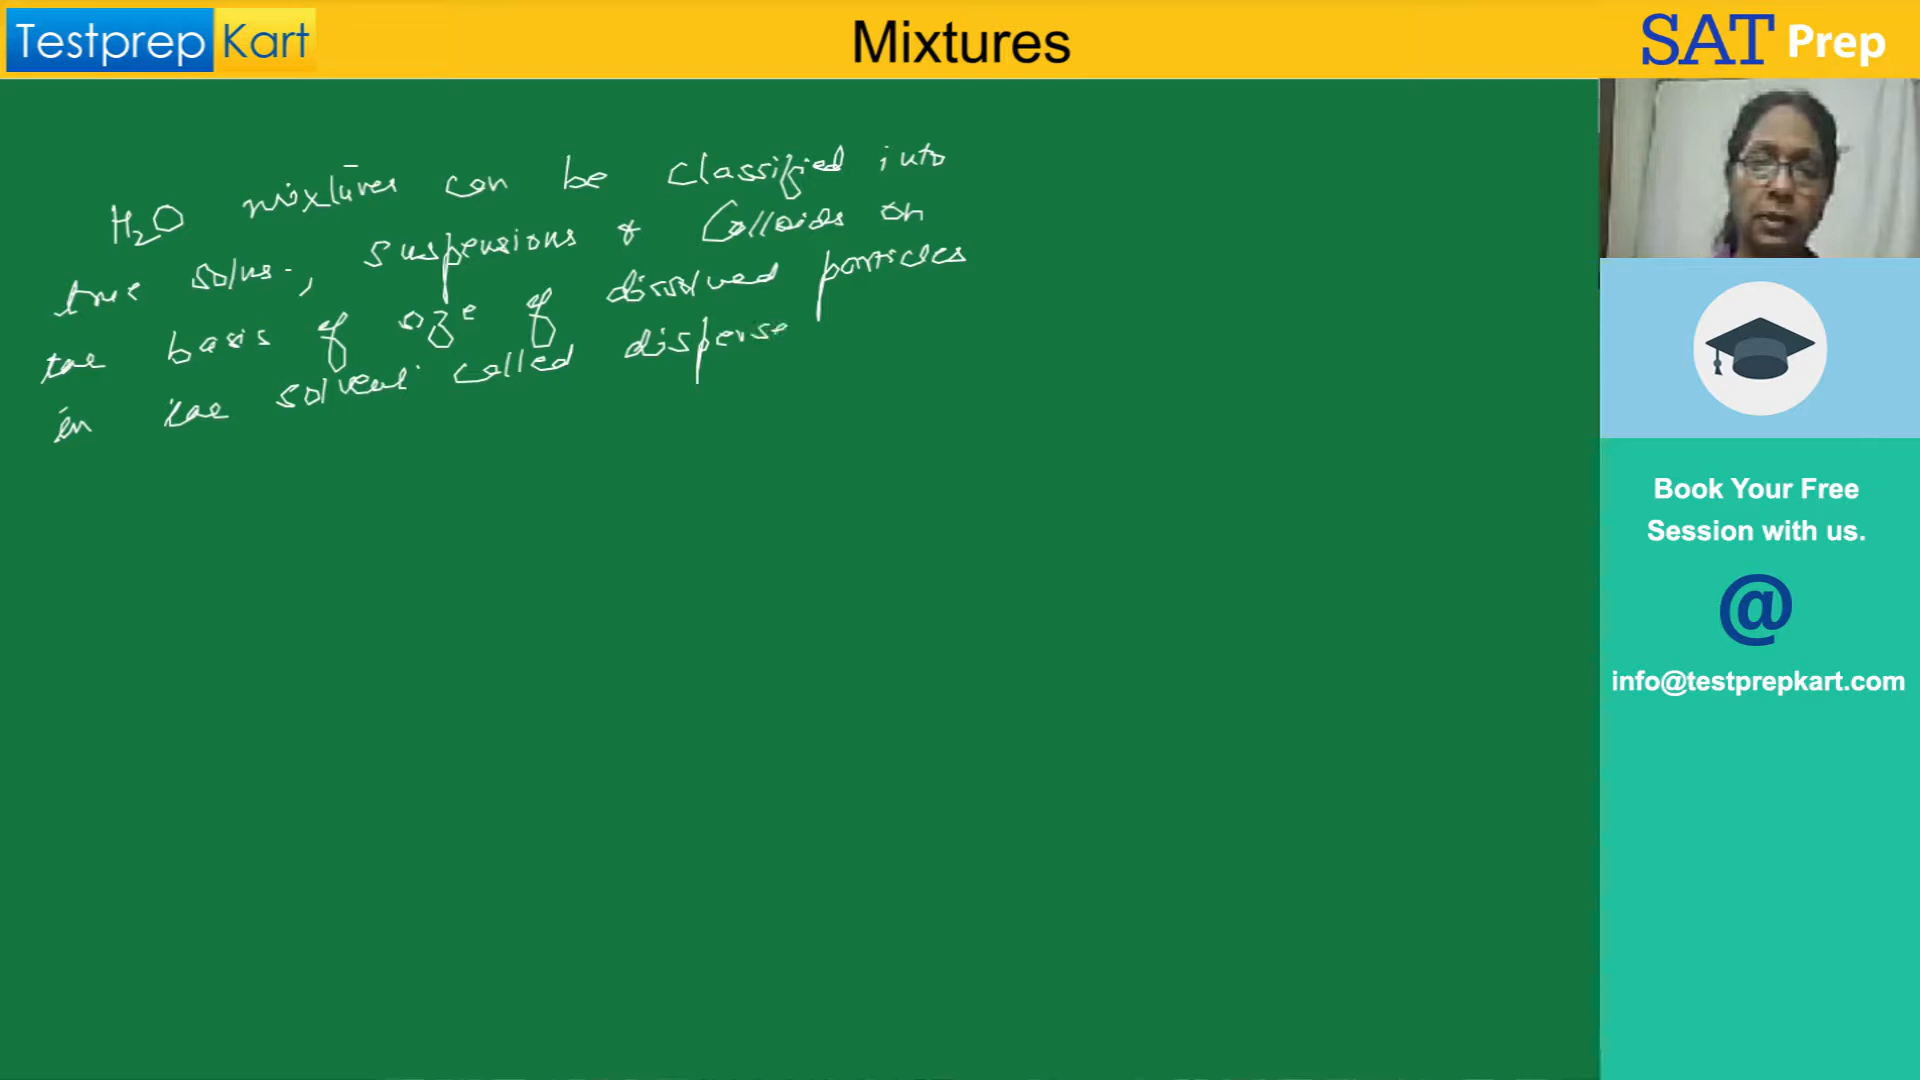 Testprep Kart
Mixtures
SAT Prep
H2O mixtures can be classified into
true solns., suspensions & Colloids on
the basis of size of dissolved particles
in the solvent called disperse
Book Your Free
Session with us.
@
info@testprepkart.com